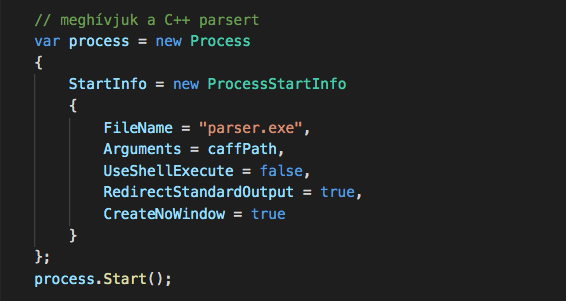 // meghívjuk a C++ parsert
var process = new Process
{
    StartInfo = new ProcessStartInfo
    {
        FileName = "parser.exe",
        Arguments = caffPath,
        UseShellExecute = false,
        RedirectStandardOutput = true,
        CreateNoWindow = true
    }
};
process.Start();